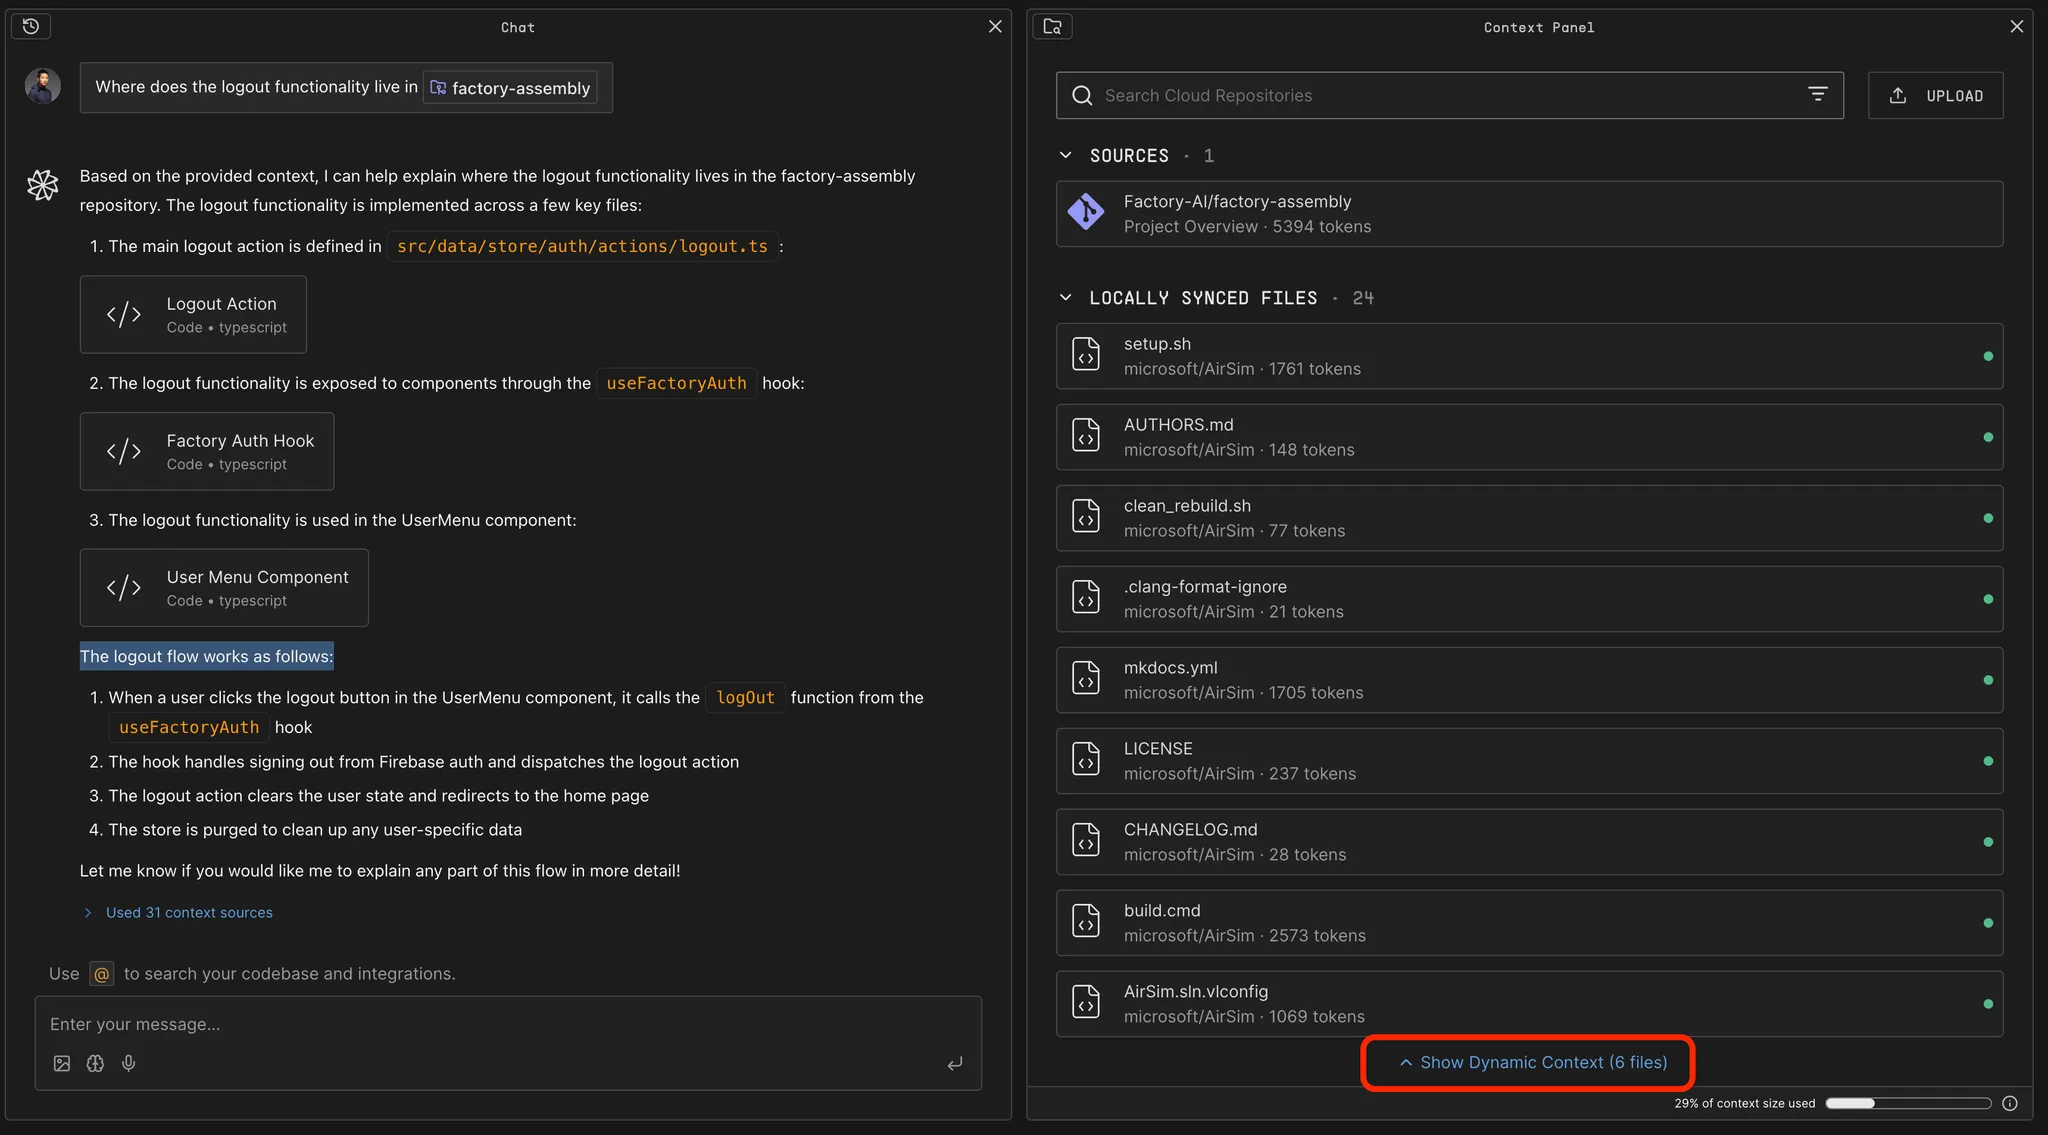 Chat
Where does the logout functionality live in factory-assembly
Based on the provided context, I can help explain where the logout functionality lives in the factory-assembly
repository. The logout functionality is implemented across a few key files:
1. The main logout action is defined in src/data/store/auth/actions/logout.ts :
</> Logout Action
Code • typescript
2. The logout functionality is exposed to components through the useFactoryAuth hook:
</> Factory Auth Hook
Code • typescript
3. The logout functionality is used in the UserMenu component:
</> User Menu Component
Code • typescript
The logout flow works as follows:
1. When a user clicks the logout button in the UserMenu component, it calls the logOut function from the
useFactoryAuth hook
2. The hook handles signing out from Firebase auth and dispatches the logout action
3. The logout action clears the user state and redirects to the home page
4. The store is purged to clean up any user-specific data
Let me know if you would like me to explain any part of this flow in more detail!
Used 31 context sources
Use @ to search your codebase and integrations.
Enter your message...
Context Panel
Search Cloud Repositories
UPLOAD
SOURCES · 1
Factory-AI/factory-assembly
Project Overview · 5394 tokens
LOCALLY SYNCED FILES · 24
setup.sh
microsoft/AirSim · 1761 tokens
AUTHORS.md
microsoft/AirSim · 148 tokens
clean_rebuild.sh
microsoft/AirSim · 77 tokens
.clang-format-ignore
microsoft/AirSim · 21 tokens
mkdocs.yml
microsoft/AirSim · 1705 tokens
LICENSE
microsoft/AirSim · 237 tokens
CHANGELOG.md
microsoft/AirSim · 28 tokens
build.cmd
microsoft/AirSim · 2573 tokens
AirSim.sln.vlconfig
microsoft/AirSim · 1069 tokens
Show Dynamic Context (6 files)
29% of context size used